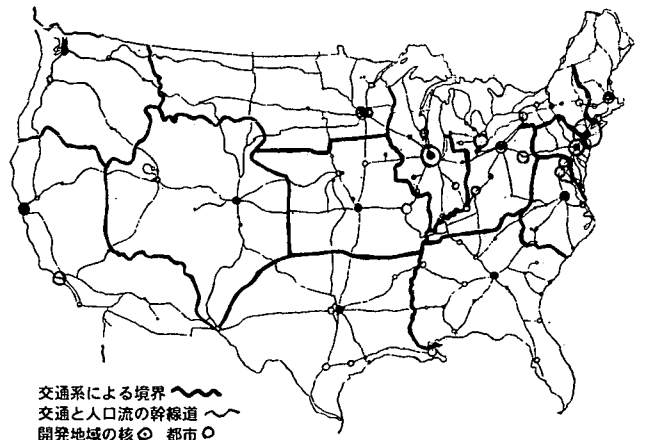 交通系による境界
交通と人口流の幹線道
開発地域の核 都市